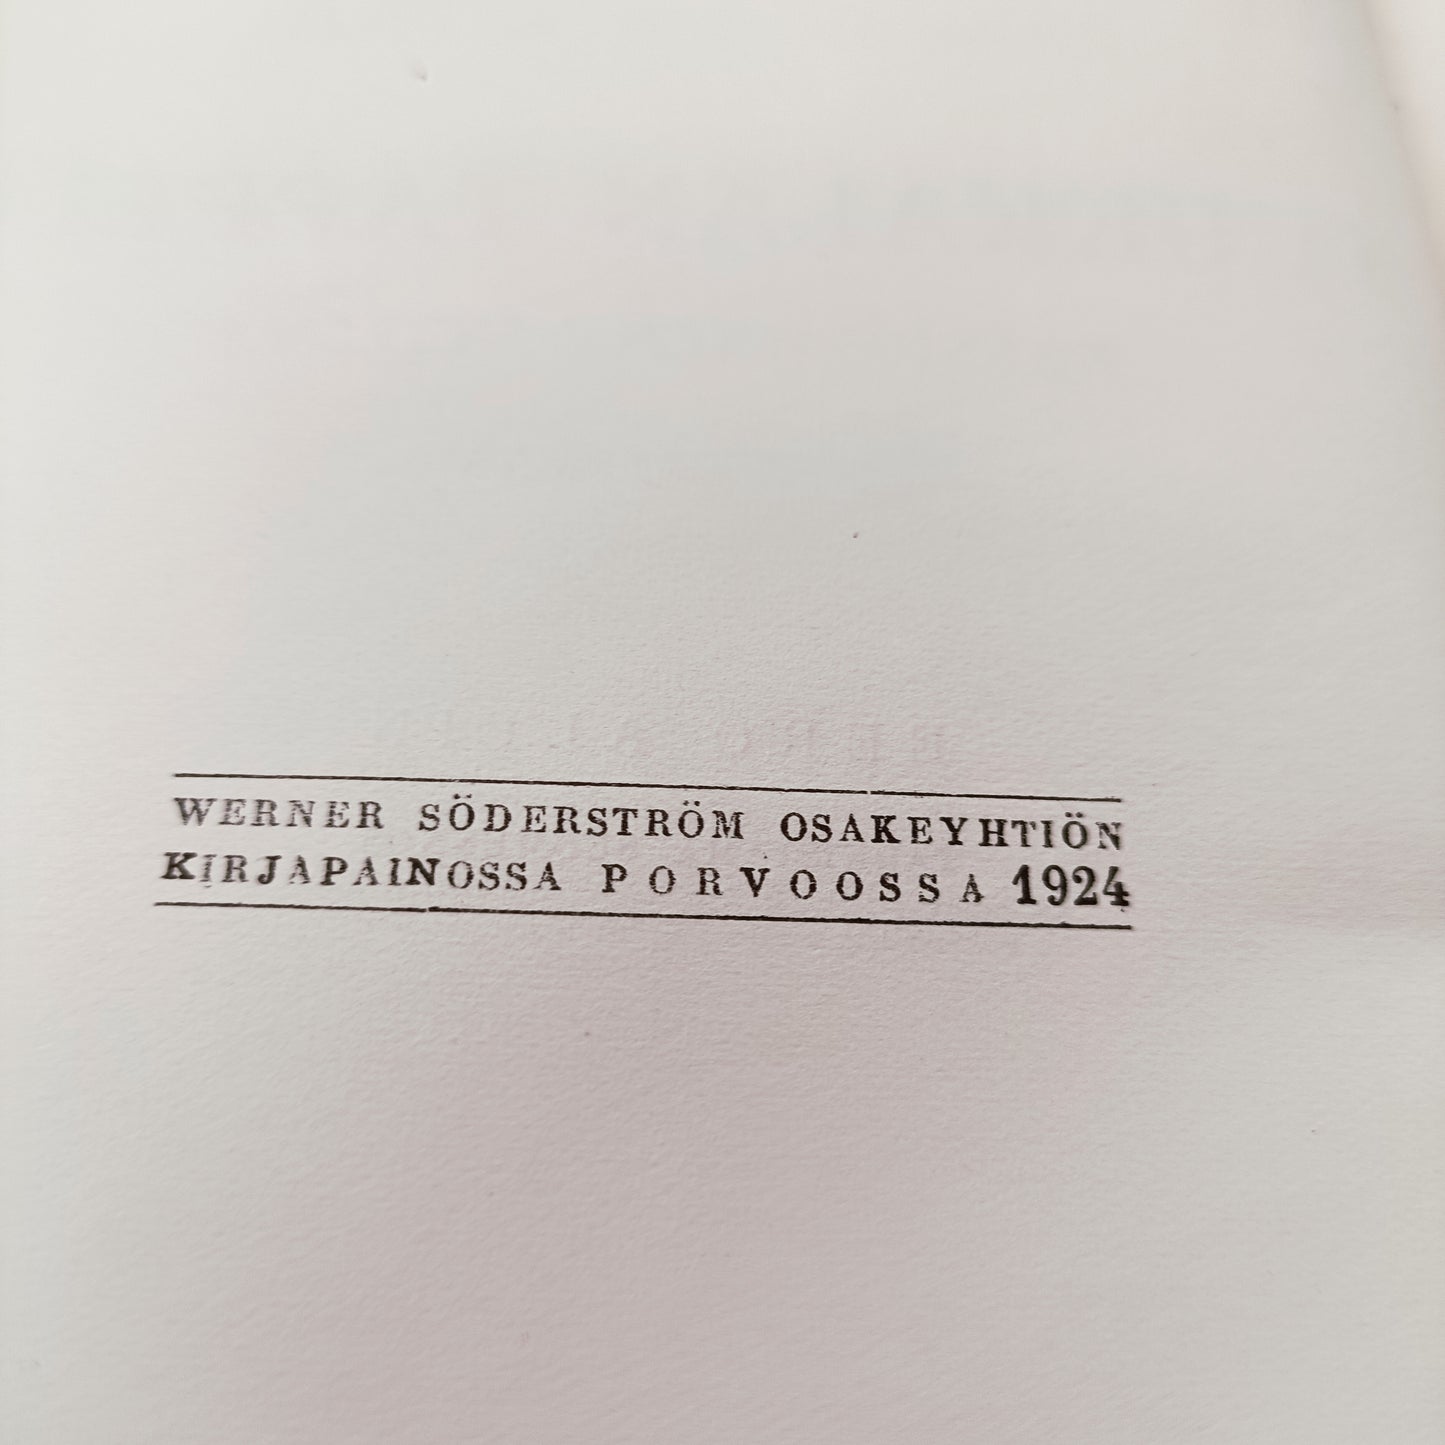 WERNER SÖDERSTRÖM OSAKEYHTIÖN
KIRJAPAINOSSA PORVOOSSA 1924